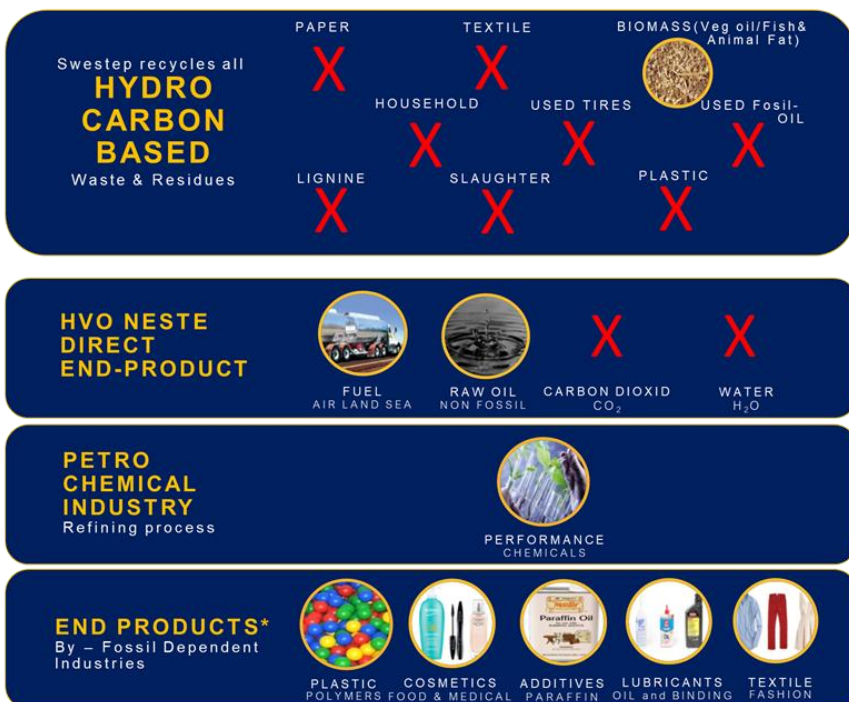 Swestep recycles all
HYDRO
CARBON
BASED
Waste & Residues
PAPER
TEXTILE
BIOMASS(Veg oil/Fish&
Animal Fat)
X
X
HOUSEHOLD
USED TIRES
USED Fosil-
OIL
X
X
X
LIGNINE
SLAUGHTER
PLASTIC
X
X
X
HVO NESTE
DIRECT
END-PRODUCT
X
X
FUEL
AIR LAND SEA
RAW OIL
NON FOSSIL
CARBON DIOXID
CO₂
WATER
H₂O
PETRO
CHEMICAL
INDUSTRY
Refining process
PERFORMANCE
CHEMICALS
END PRODUCTS*
By – Fossil Dependent
Industries
Paraffin Oil
PLASTIC
POLYMERS
COSMETICS
FOOD & MEDICAL
ADDITIVES
PARAFFIN
LUBRICANTS
OIL and BINDING
TEXTILE
FASHION